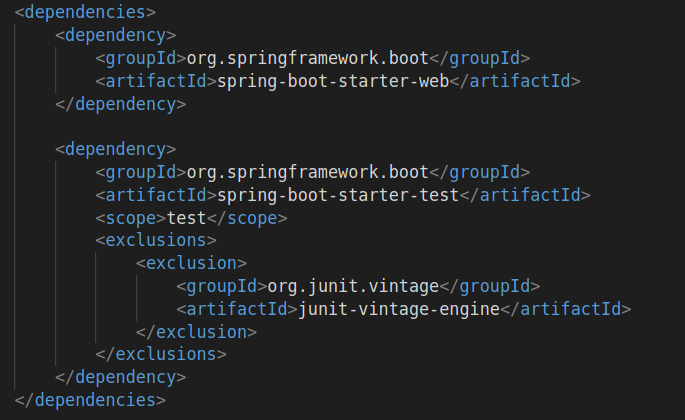 <dependencies>
<dependency>
<groupId>org.springframework.boot</groupId>
<artifactId>spring-boot-starter-web</artifactId>
</dependency>
<dependency>
<groupId>org.springframework.boot</groupId>
<artifactId>spring-boot-starter-test</artifactId>
<scope>test</scope>
<exclusions>
<exclusion>
<groupId>org.junit.vintage</groupId>
<artifactId>junit-vintage-engine</artifactId>
</exclusion>
</exclusions>
</dependency>
</dependencies>